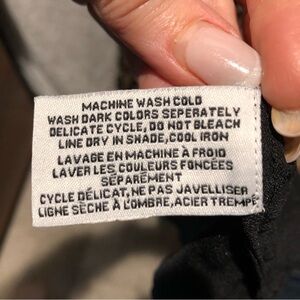 MACHINE WASH COLD
WASH DARK COLORS SEPERATELY
DELICATE CYCLE, DO NOT BLEACH
LINE DRY IN SHADE, COOL IRON
LAVAGE EN MACHINE À FROID
LAVER LES COULEURS FONCÉES
SÉPARÉMENT
CYCLE DÉLICAT, NE PAS JAVELLISER
LIGNE SÈCHE À L'OMBRE, ACIER TREMPÉ